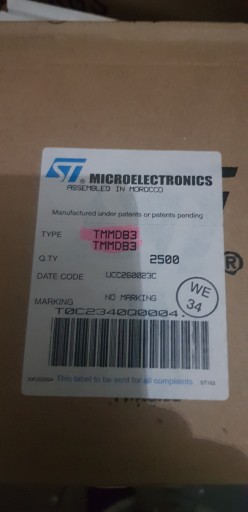 ST® MICROELECTRONICS
ASSEMBLED IN MOROCCO
Manufactured under patents or patents pending
TYPE TMMDB3
TMMDB3
Q.TY 2500
DATE CODE UCC260023C
MARKING NO MARKING
WE
34
T0C2340Q0004.
This label to be sent for all complaints
®